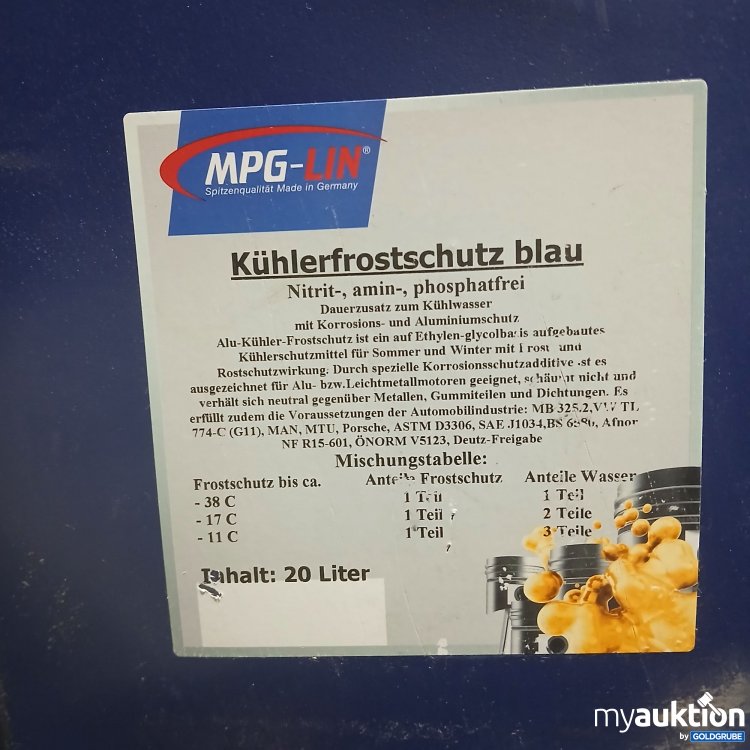 MPG-LIN®
Spitzenqualität Made in Germany
Kühlerfrostschutz blau
Nitrit-, amin-, phosphatfrei
Dauerzusatz zum Kühlwasser
mit Korrosions- und Aluminiumschutz
Alu-Kühler-Frostschutz ist ein auf Ethylen-glycolbasis aufgebautes
Kühlerschutzmittel für Sommer und Winter mit Frost- und
Rostschutzwirkung. Durch spezielle Korrosionsschutzadditive ist es
ausgezeichnet für Alu- bzw.Leichtmetallmotoren geeignet, schäumt nicht und
verhält sich neutral gegenüber Metallen, Gummiteilen und Dichtungen. Es
erfüllt zudem die Voraussetzungen der Automobilindustrie: MB 325.2,VW TL
774-C (G11), MAN, MTU, Porsche, ASTM D3306, SAE J1034,BS 6580, Afnor
NF R15-601, ÖNORM V5123, Deutz-Freigabe
Mischungstabelle:
Frostschutz bis ca. Anteile Frostschutz Anteile Wasser
- 38 C 1 Teil 1 Teil
- 17 C 1 Teil 2 Teile
- 11 C 1 Teil 3 Teile
Inhalt: 20 Liter
myauktion
by GOLDGRUBE